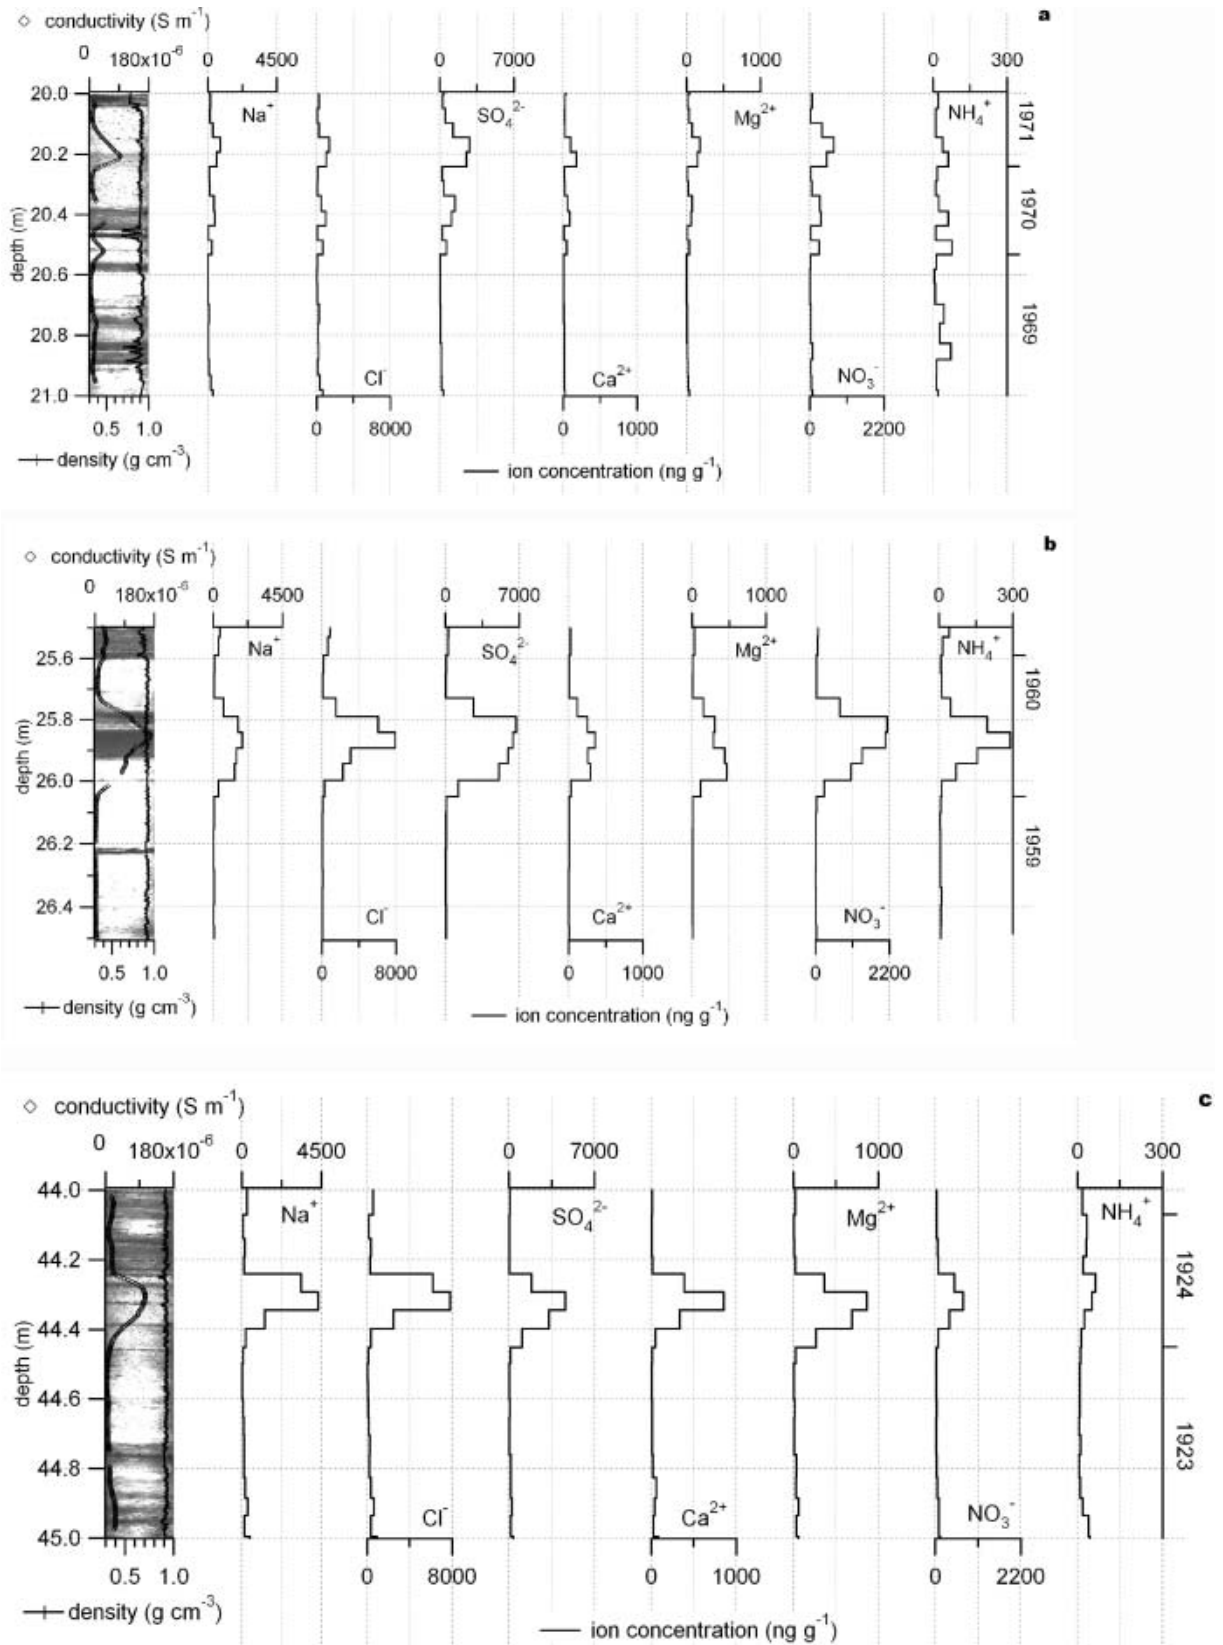 ◇ conductivity (S m⁻¹) a
0 180x10⁻⁶ 0 4500 0 7000 0 1000 0 300
20.0 Na⁺ SO₄²⁻ Mg²⁺ NH₄⁺ 1971
20.2
20.4 1970
depth (m)
20.6
20.8 1969
21.0 Cl⁻ Ca²⁺ NO₃⁻
0.5 1.0 0 8000 0 1000 0 2200
density (g cm⁻³) ion concentration (ng g⁻¹)
◇ conductivity (S m⁻¹) b
0 180x10⁻⁶ 0 4500 0 7000 0 1000 0 300
25.6 Na⁺ SO₄²⁻ Mg²⁺ NH₄⁺
25.8 1960
depth (m)
26.0
26.2 1959
26.4 Cl⁻ Ca²⁺ NO₃⁻
0.5 1.0 0 8000 0 1000 0 2200
density (g cm⁻³) ion concentration (ng g⁻¹)
◇ conductivity (S m⁻¹) c
0 180x10⁻⁶ 0 4500 0 7000 0 1000 0 300
44.0 Na⁺ SO₄²⁻ Mg²⁺ NH₄⁺
44.2 1924
44.4
depth (m)
44.6
44.8 1923
45.0 Cl⁻ Ca²⁺ NO₃⁻
0.5 1.0 0 8000 0 1000 0 2200
density (g cm⁻³) ion concentration (ng g⁻¹)